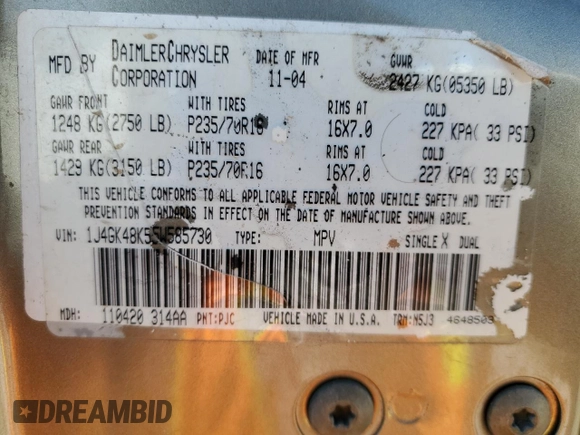 MFD BY DAIMLERCHRYSLER CORPORATION DATE OF MFR 11-04 GVWR 2427 KG(05350 LB)
GAWR FRONT WITH TIRES RIMS AT COLD
1248 KG(2750 LB) P235/70R16 16X7.0 227 KPA( 33 PSI)
GAWR REAR WITH TIRES RIMS AT COLD
1429 KG(3150 LB) P235/70R16 16X7.0 227 KPA( 33 PSI)
THIS VEHICLE CONFORMS TO ALL APPLICABLE FEDERAL MOTOR VEHICLE SAFETY AND THEFT
PREVENTION STANDARDS IN EFFECT ON THE DATE OF MANUFACTURE SHOWN ABOVE.
VIN: 1J4GK48K55W585730 TYPE: MPV SINGLE X DUAL
MDH: 110420 314AA PNT:PJC VEHICLE MADE IN U.S.A. TRM:N5J3 4648503
DREAMBID